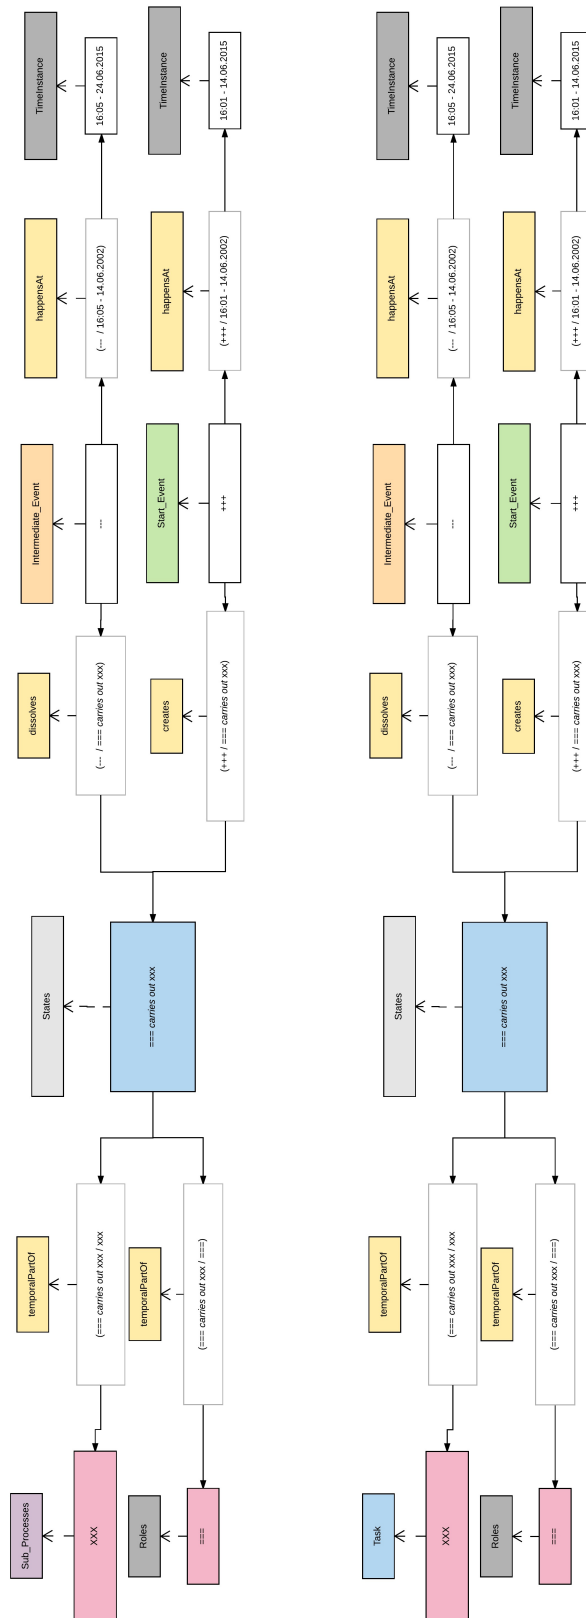 TimeInstance
16:05 - 24.06.2015
TimeInstance
16:01 - 14.06.2015
happensAt
(--- / 16:05 - 14.06.2002)
happensAt
(+++ / 16:01 - 14.06.2002)
Intermediate_Event
---
Start_Event
+++
dissolves
(--- / === carries out xxx)
creates
(+++ / === carries out xxx)
States
=== carries out xxx
temporalPartOf
(=== carries out xxx / xxx
temporalPartOf
(=== carries out xxx / ===)
Sub_Processes
XXX
Roles
===
TimeInstance
16:05 - 24.06.2015
TimeInstance
16:01 - 14.06.2015
happensAt
(--- / 16:05 - 14.06.2002)
happensAt
(+++ / 16:01 - 14.06.2002)
Intermediate_Event
---
Start_Event
+++
dissolves
(--- / === carries out xxx)
creates
(+++ / === carries out xxx)
States
=== carries out xxx
temporalPartOf
(=== carries out xxx / xxx
temporalPartOf
(=== carries out xxx / ===)
Task
XXX
Roles
===